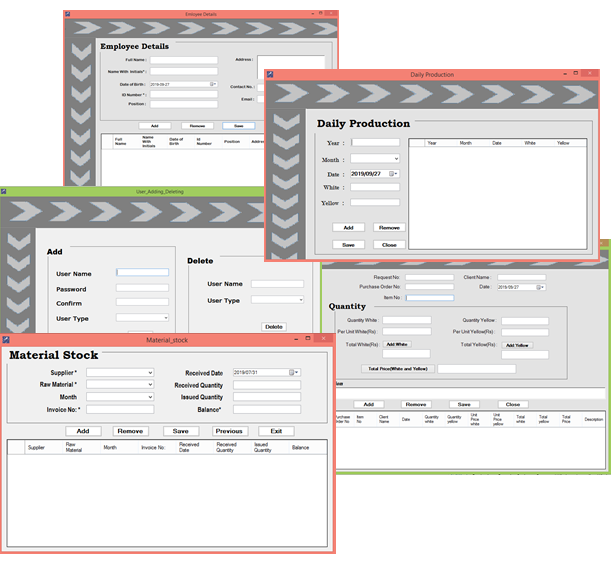 Emloyee Details
Employee Details
Full Name :
Address :
Name With Initials* :
Date of Birth :
2019/09/27
Contact No. :
ID Number * :
Email :
Position :
Add Remove Save
Full Name
Name With Initials
Date of Birth
Id Number
Position
Daily Production
Daily Production
Year :
Month :
Date :
2019/09/27
White :
Yellow :
Add Remove
Save Close
Year Month Date White Yellow
User_Adding_Deleting
Add
User Name
Password
Confirm
User Type
Delete
User Name
User Type
Delete
Request No:
Client Name :
Purchase Order No:
Date :
2019/09/27
Item No :
Quantity
Quantity White :
Quantity Yellow :
Per Unit White(Rs) :
Per Unit Yellow(Rs) :
Total White(Rs) :
Add White
Total Yellow(Rs) :
Add Yellow
Total Price(White and Yellow)
Add Remove Save Close
Order No
Item No
Client Name
Date
Quantity white
Quantity yellow
Unit Price white
Unit Price yellow
Total white
Total yellow
Total Price
Description
Material_stock
Material Stock
Supplier *
Received Date
2019/07/31
Raw Material *
Received Quantity
Month
Issued Quantity
Invoice No: *
Balance*
Add Remove Save Previous Exit
Supplier
Raw Material
Month
Invoice No:
Received Date
Received Quantity
Issued Quantity
Balance